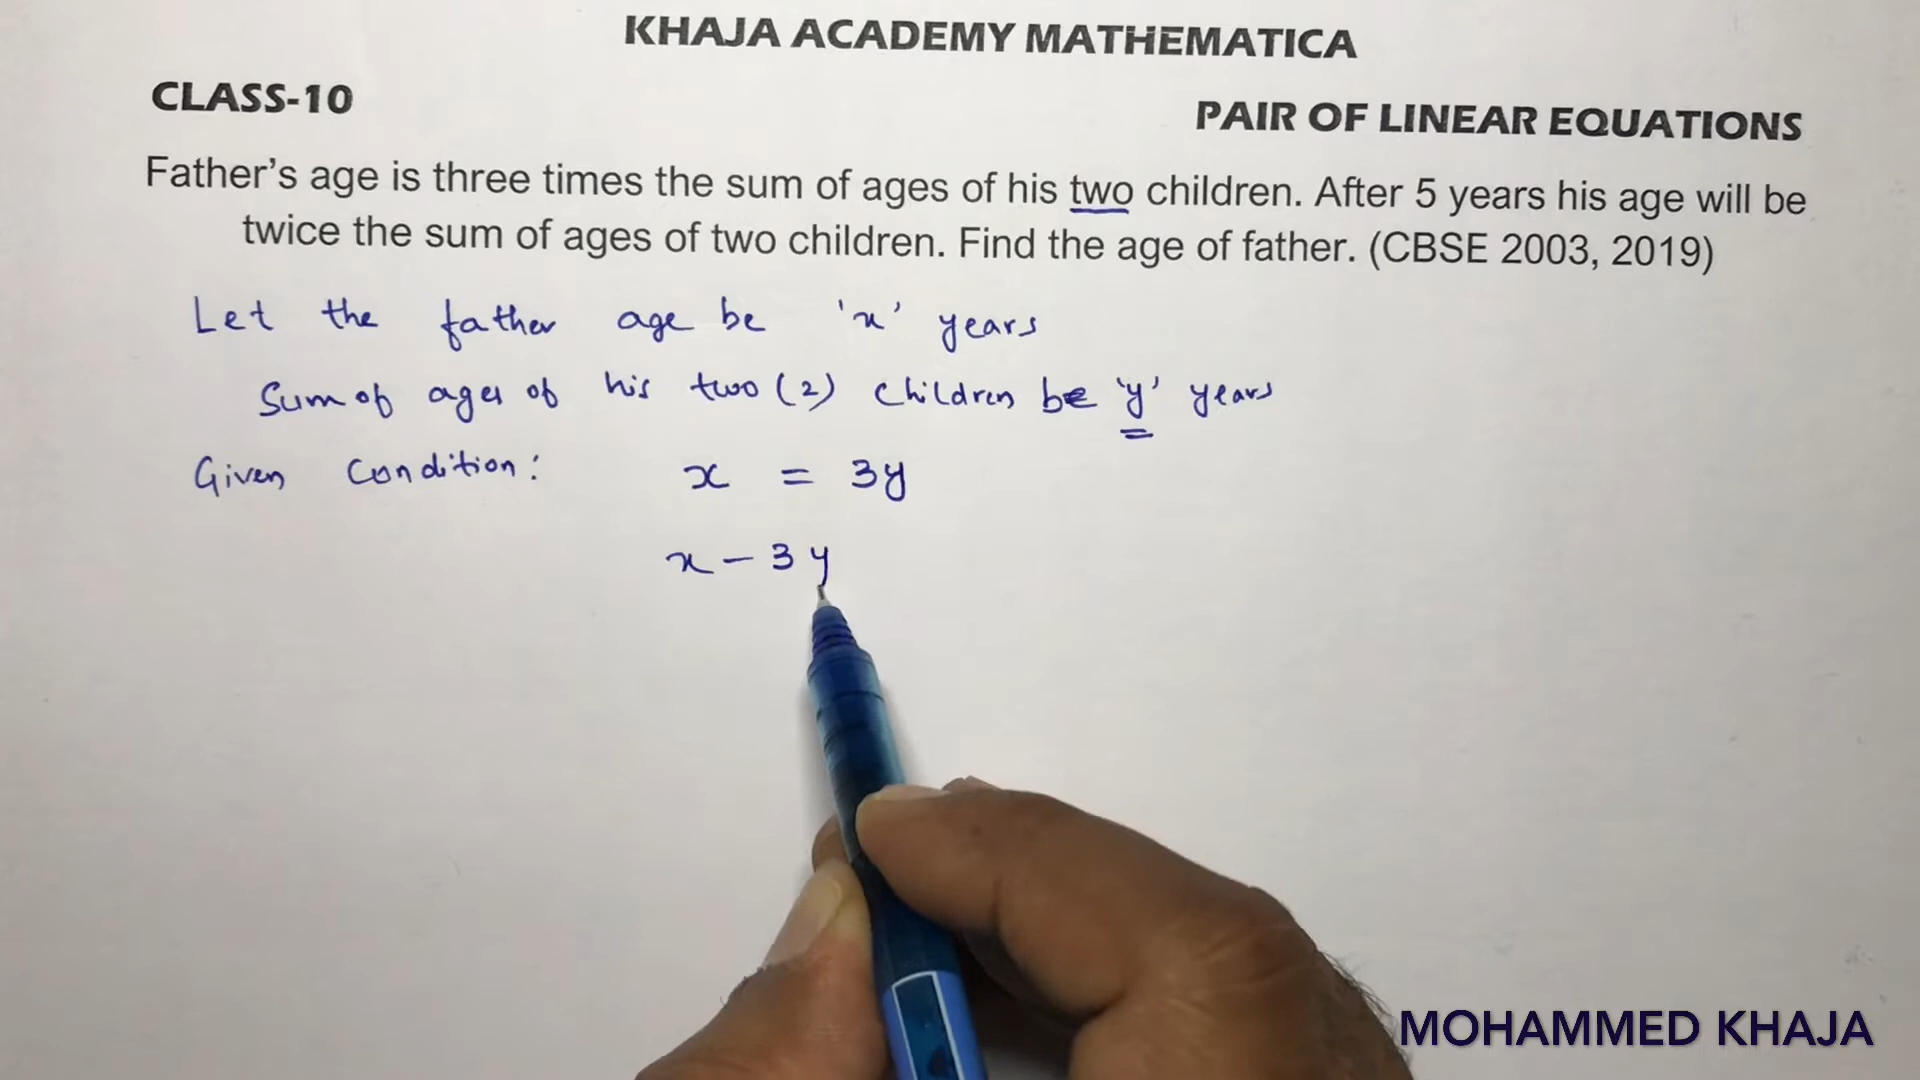 KHAJA ACADEMY MATHEMATICA
CLASS-10
PAIR OF LINEAR EQUATIONS
Father's age is three times the sum of ages of his two children. After 5 years his age will be
twice the sum of ages of two children. Find the age of father. (CBSE 2003, 2019)
Let the father age be 'x' years
Sum of ages of his two (2) children be 'y' years
Given Condition: x = 3y
x - 3y
MOHAMMED KHAJA